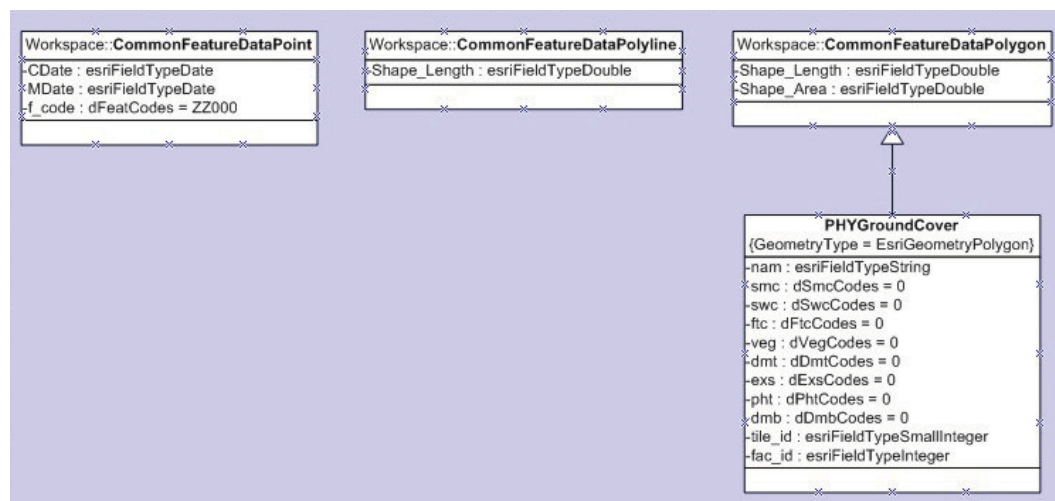 Workspace::CommonFeatureDataPoint
-CDate : esriFieldTypeDate
-MDate : esriFieldTypeDate
-f_code : dFeatCodes = ZZ000
Workspace::CommonFeatureDataPolyline
-Shape_Length : esriFieldTypeDouble
Workspace::CommonFeatureDataPolygon
-Shape_Length : esriFieldTypeDouble
-Shape_Area : esriFieldTypeDouble
PHYGroundCover
{GeometryType = EsriGeometryPolygon}
-nam : esriFieldTypeString
-smc : dSmcCodes = 0
-swc : dSwcCodes = 0
-ftc : dFtcCodes = 0
-veg : dVegCodes = 0
-dmt : dDmtCodes = 0
-exs : dExsCodes = 0
-pht : dPhtCodes = 0
-dmb : dDmbCodes = 0
-tile_id : esriFieldTypeSmallInteger
-fac_id : esriFieldTypeInteger